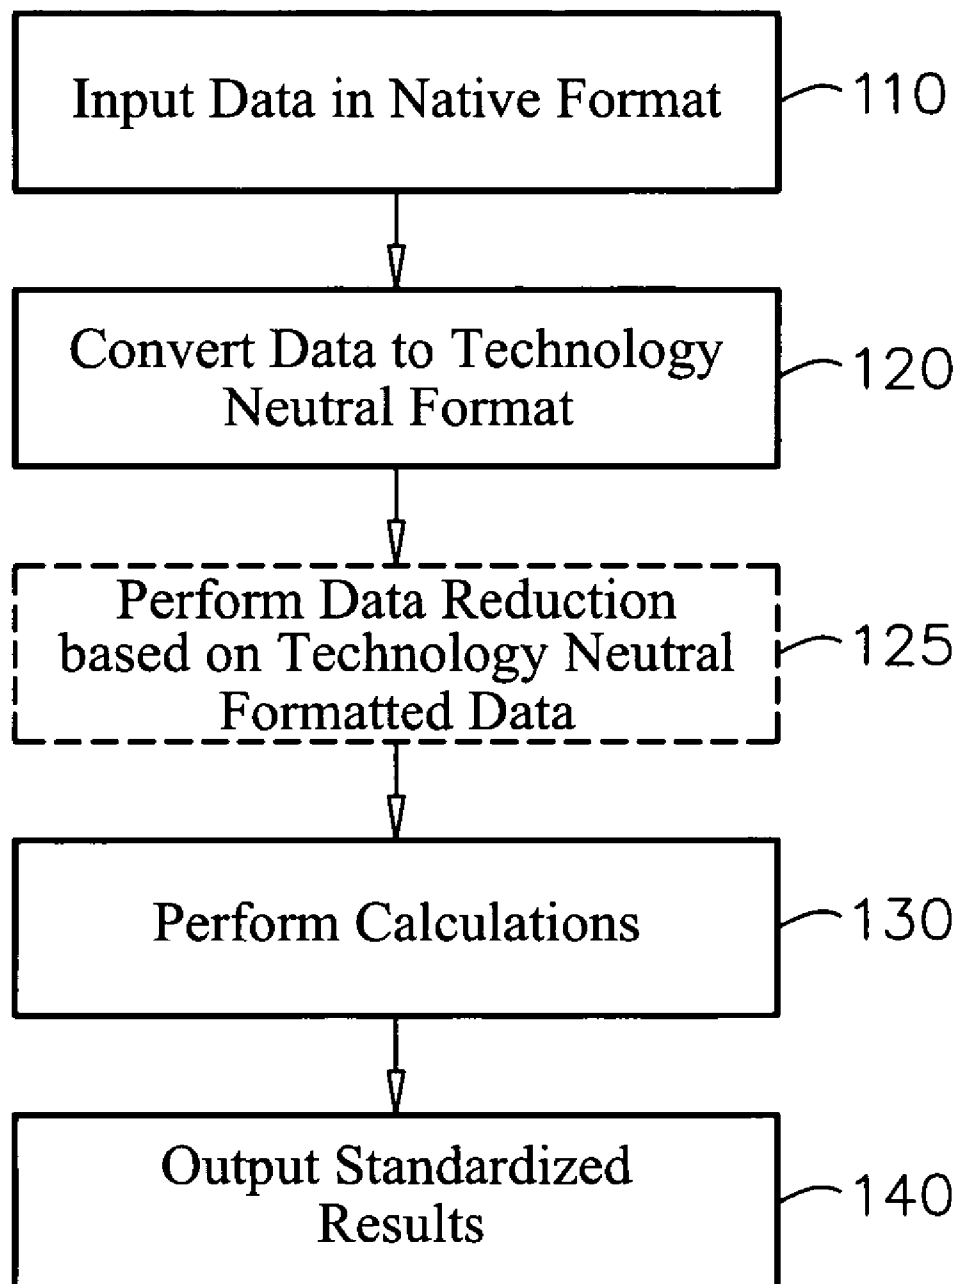 Input Data in Native Format
110
Convert Data to Technology
Neutral Format
120
Perform Data Reduction
based on Technology Neutral
Formatted Data
125
Perform Calculations
130
Output Standardized
Results
140